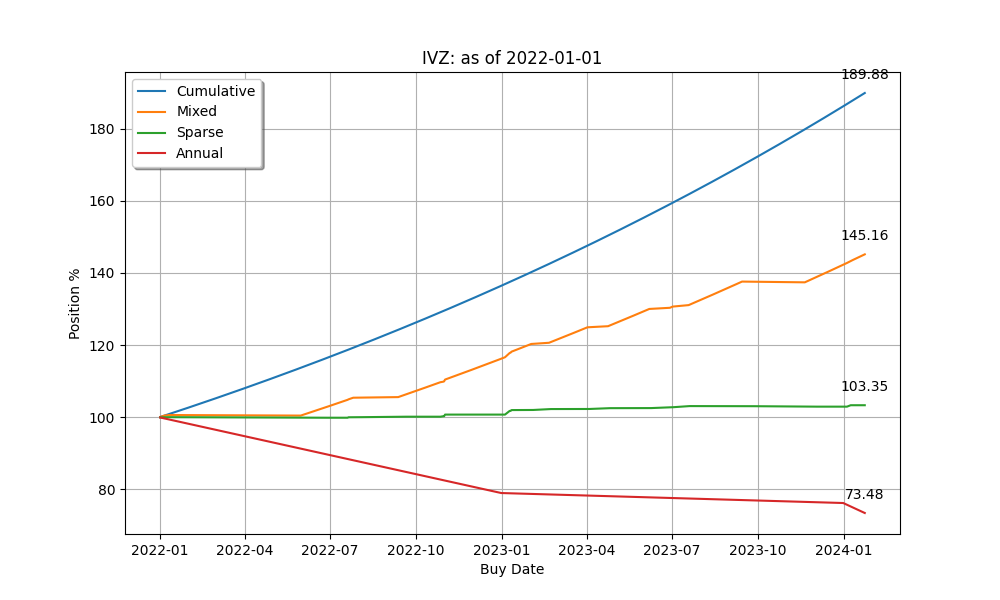 IVZ: as of 2022-01-01
Cumulative
Mixed
Sparse
Annual
189.88
145.16
103.35
73.48
180
160
140
120
100
80
Position %
2022-01 2022-04 2022-07 2022-10 2023-01 2023-04 2023-07 2023-10 2024-01
Buy Date